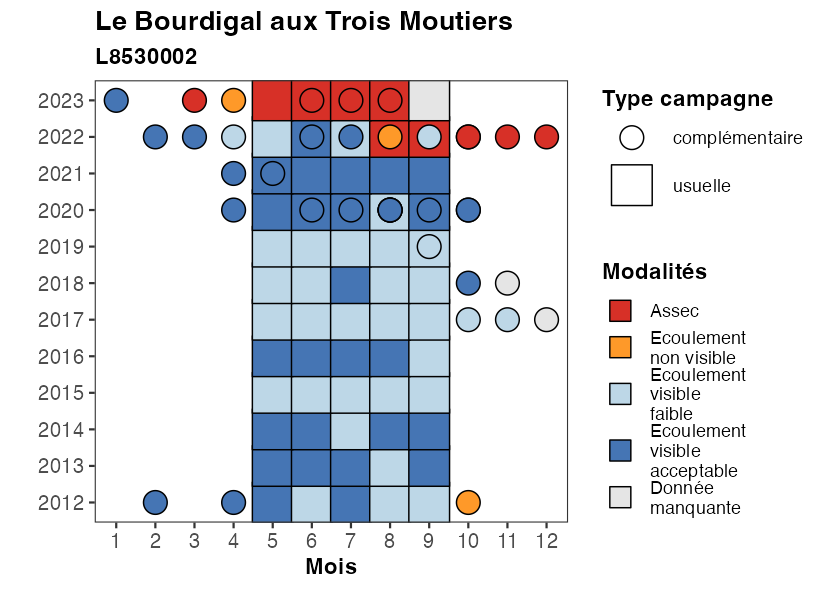 Le Bourdigal aux Trois Moutiers
L8530002
2023
2022
2021
2020
2019
2018
2017
2016
2015
2014
2013
2012
1 2 3 4 5 6 7 8 9 10 11 12
Mois
Type campagne
complémentaire
usuelle
Modalités
Assec
Ecoulement
non visible
Ecoulement
visible
faible
Ecoulement
visible
acceptable
Donnée
manquante